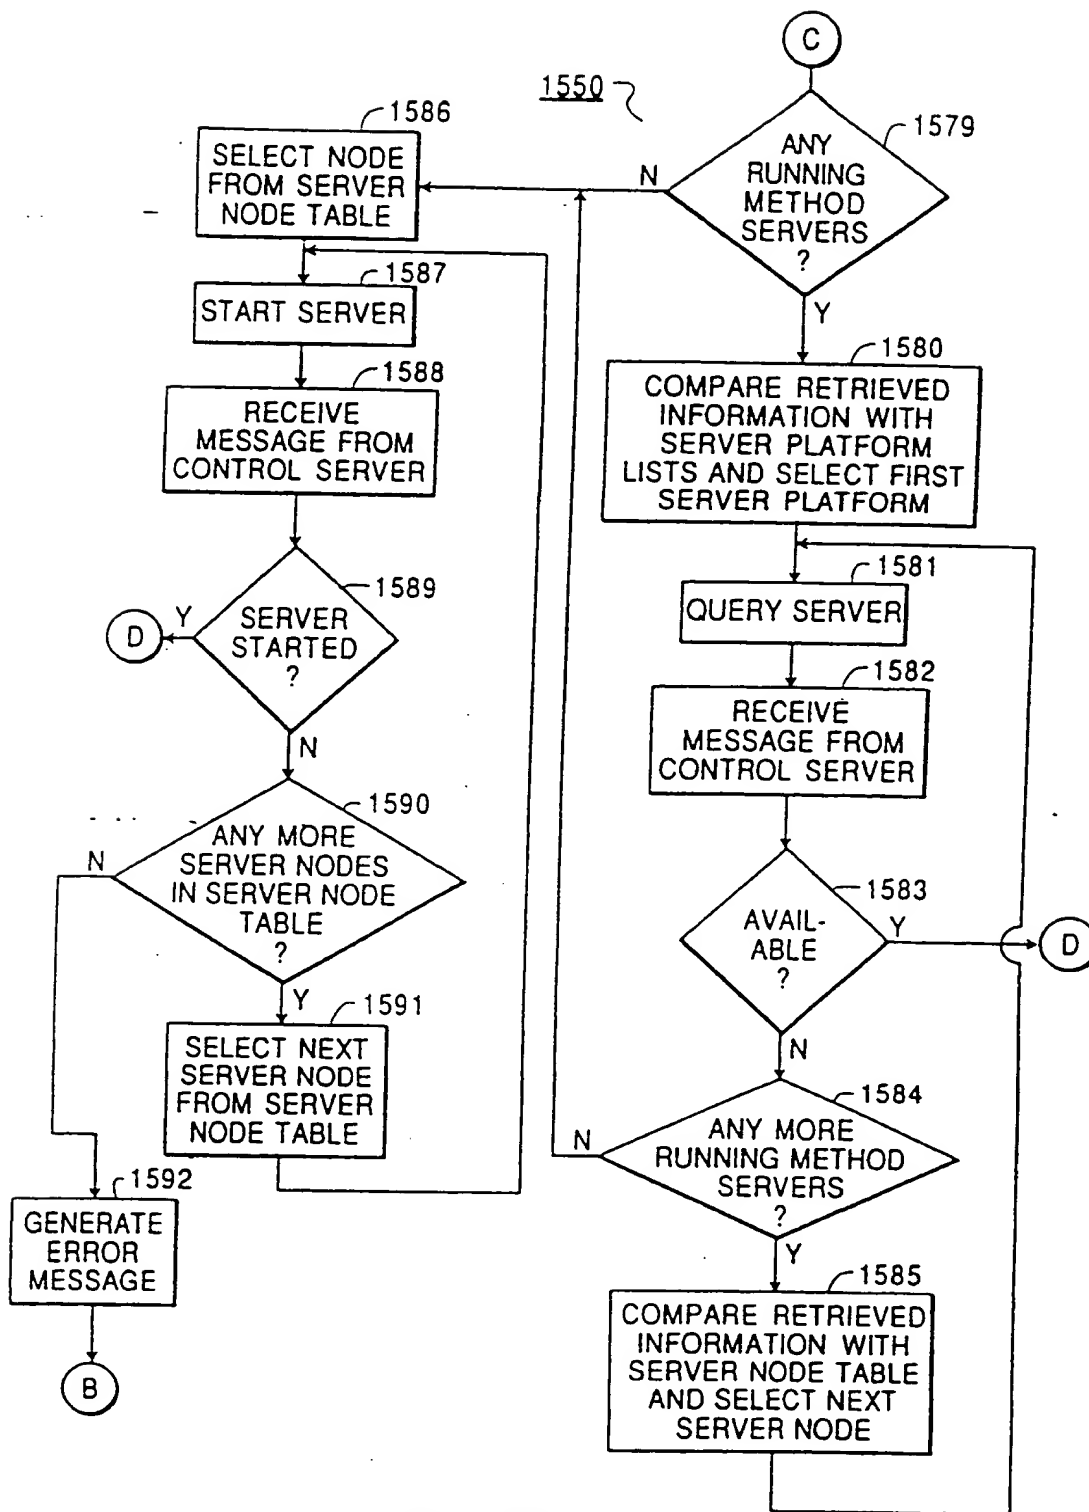 C
1550
1579
ANY
RUNNING
METHOD
SERVERS
?
N
Y
1586
SELECT NODE
FROM SERVER
NODE TABLE
1587
START SERVER
1588
RECEIVE
MESSAGE FROM
CONTROL SERVER
1589
SERVER
STARTED
?
Y
D
N
1590
ANY MORE
SERVER NODES
IN SERVER NODE
TABLE
?
N
Y
1591
SELECT NEXT
SERVER NODE
FROM SERVER
NODE TABLE
1592
GENERATE
ERROR
MESSAGE
B
1580
COMPARE RETRIEVED
INFORMATION WITH
SERVER PLATFORM
LISTS AND SELECT FIRST
SERVER PLATFORM
1581
QUERY SERVER
1582
RECEIVE
MESSAGE FROM
CONTROL SERVER
1583
AVAIL-
ABLE
?
Y
D
N
1584
ANY MORE
RUNNING METHOD
SERVERS
?
N
Y
1585
COMPARE RETRIEVED
INFORMATION WITH
SERVER NODE TABLE
AND SELECT NEXT
SERVER NODE